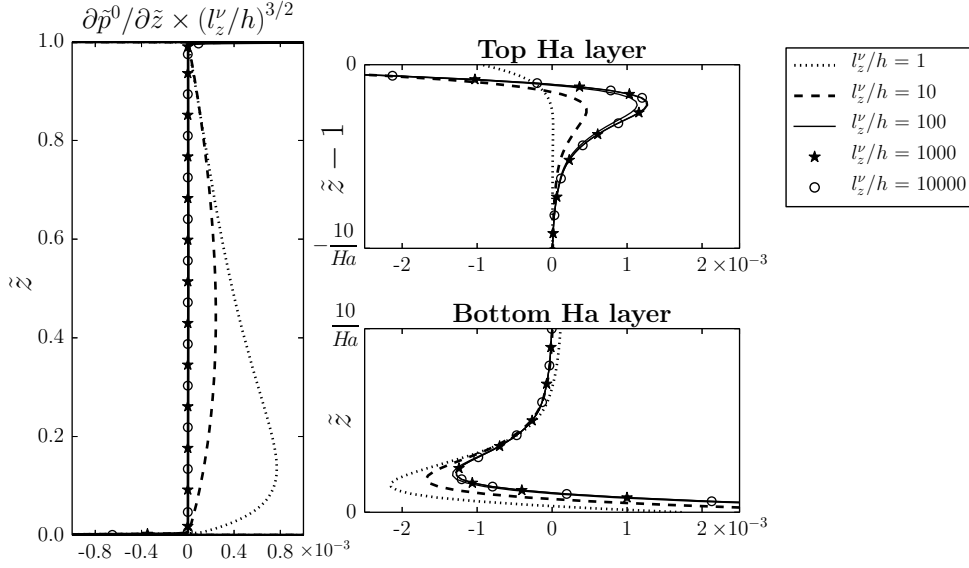 ∂p̃⁰/∂z̃ × (l_z^ν/h)^{3/2}
1.0
0.8
0.6
0.4
0.2
0.0
z̃
-0.8 -0.4 0 0.4 0.8 ×10⁻³
Top Ha layer
0
z̃ − 1
−10/Ha
-2 -1 0 1 2 ×10⁻³
Bottom Ha layer
10/Ha
z̃
0
-2 -1 0 1 2 ×10⁻³
l_z^ν/h = 1
l_z^ν/h = 10
l_z^ν/h = 100
l_z^ν/h = 1000
l_z^ν/h = 10000